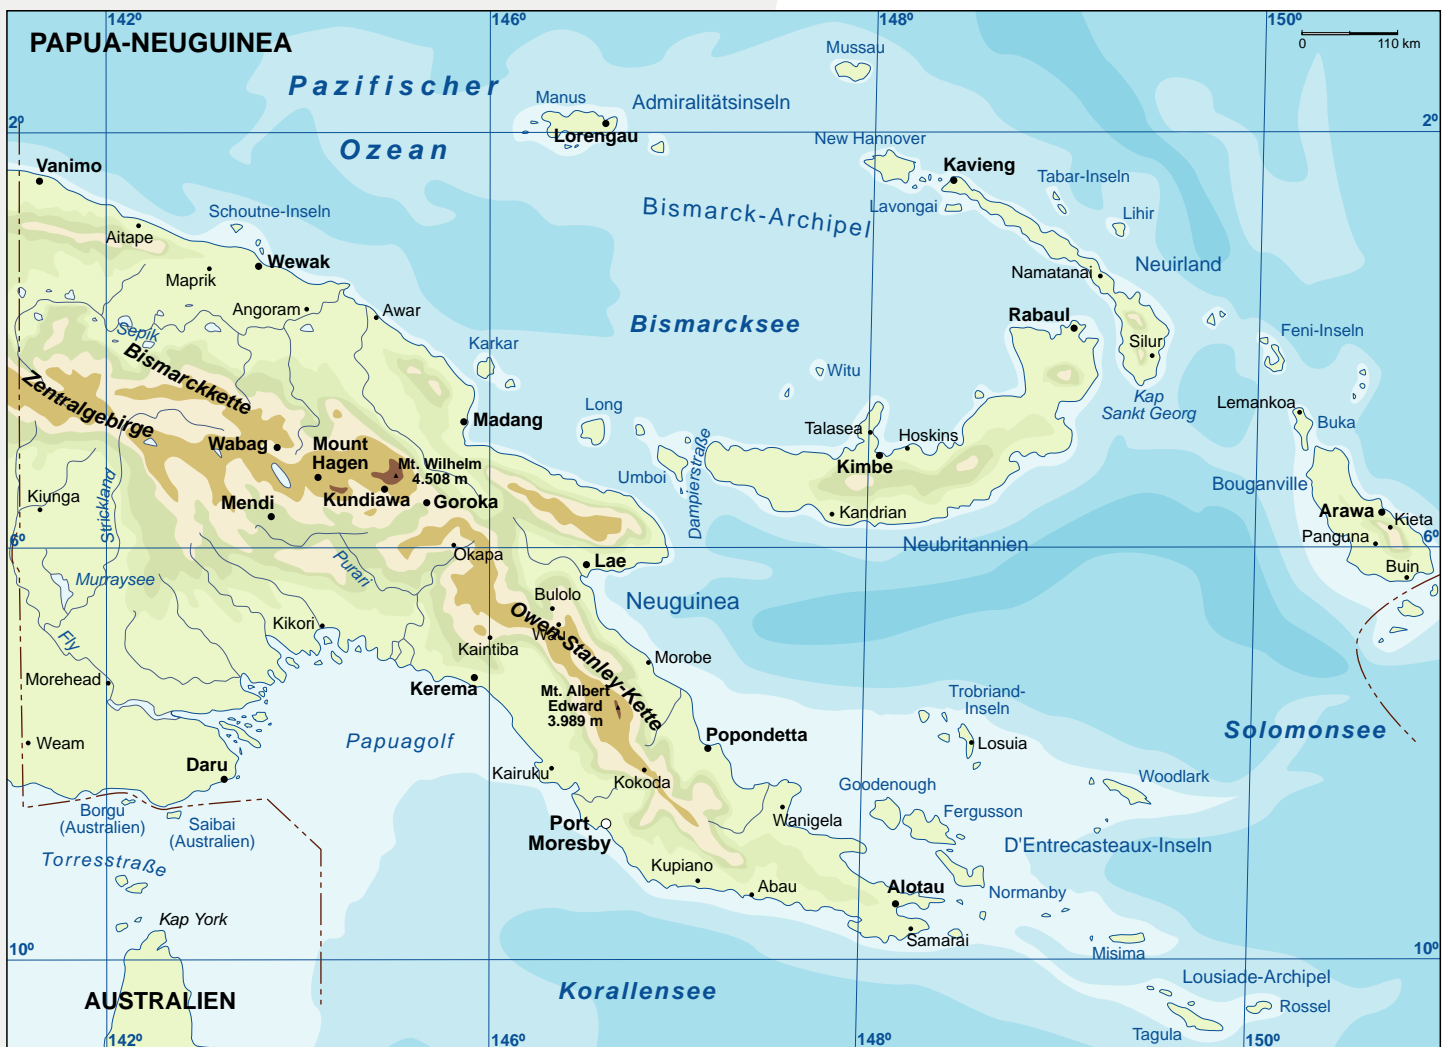 142º
146º
148º
150º
PAPUA-NEUGUINEA
0
110 km
Mussau
Pazifischer
Manus
Admiralitätsinseln
2º
2º
Lorengau
New Hannover
Ozean
Vanimo
Kavieng
Tabar-Inseln
Schoutne-Inseln
Bismarck-Archipel
Lavongai
Lihir
Aitape
Wewak
Neuirland
Maprik
Namatanai
Angoram
Awar
Rabaul
Bismarcksee
Sepik
Karkar
Silur
Feni-Inseln
Bismarckkette
Witu
Zentralgebirge
Kap
Sankt Georg
Long
Lemankoa
Buka
Madang
Talasea
Hoskins
Wabag
Mount
Hagen
Mt. Wilhelm
4.508 m
Kimbe
Umboi
Dampierstraße
Bouganville
Kiunga
Strickland
Mendi
Kundiawa
Goroka
Kandrian
Arawa
Kieta
Panguna
6º
Okapa
Neubritannien
6º
Lae
Purari
Buin
Murraysee
Bulolo
Neuguinea
Owen-Stanley-Kette
Wau
Kikori
Fly
Kaintiba
Morobe
Morehead
Kerema
Mt. Albert
Edward
3.989 m
Trobriand-
Inseln
Solomonsee
Weam
Papuagolf
Popondetta
Losuia
Daru
Kairuku
Kokoda
Goodenough
Woodlark
Borgu
(Australien)
Saibai
(Australien)
Port
Moresby
Wanigela
Fergusson
D'Entrecasteaux-Inseln
Torresstraße
Kupiano
Abau
Alotau
Normanby
Kap York
Samarai
10º
Misima
10º
Lousiade-Archipel
AUSTRALIEN
Korallensee
Rossel
Tagula
142º
146º
148º
150º